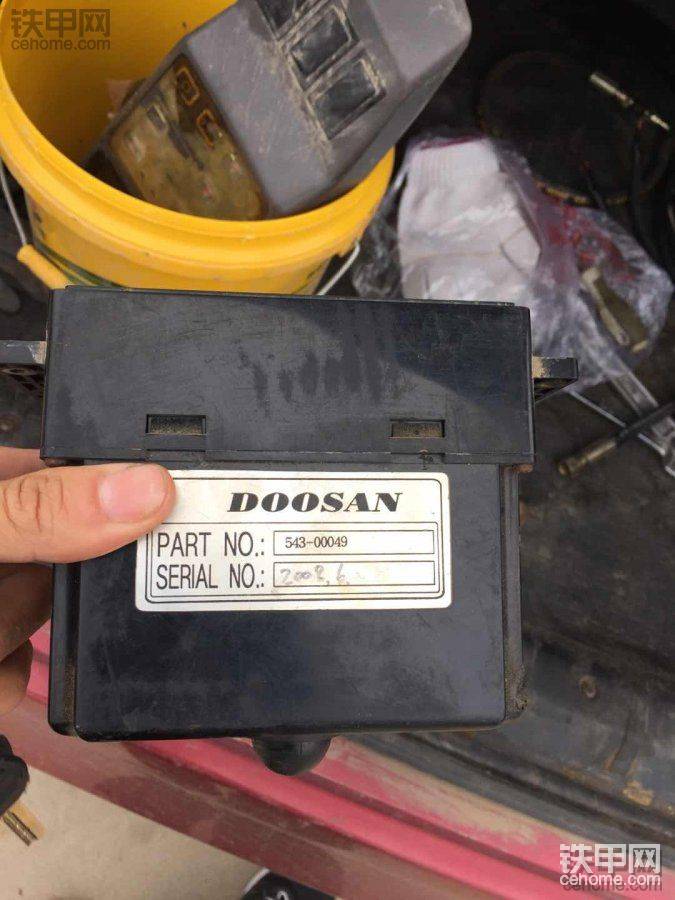 铁甲网
cehome.com
DOOSAN
PART NO.: 543-00049
SERIAL NO.: 2008.6.
铁甲网
cehome.com